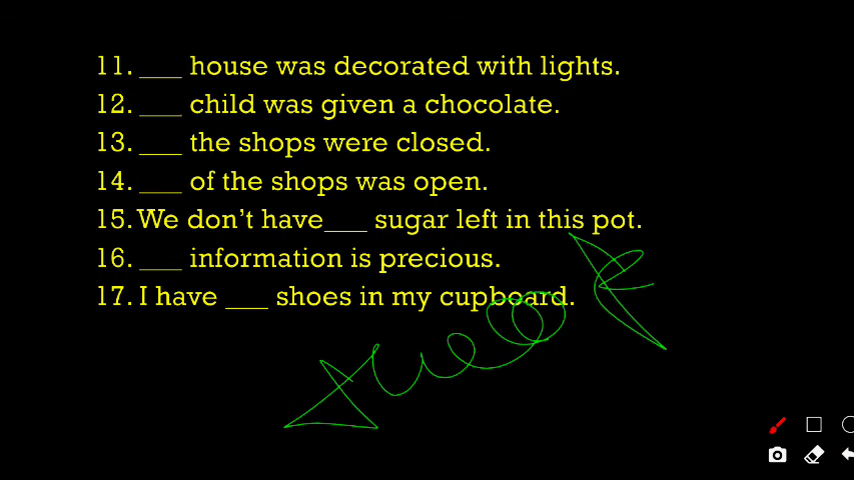 11. ___ house was decorated with lights.
12. ___ child was given a chocolate.
13. ___ the shops were closed.
14. ___ of the shops was open.
15. We don’t have___ sugar left in this pot.
16. ___ information is precious.
17. I have ___ shoes in my cupboard.